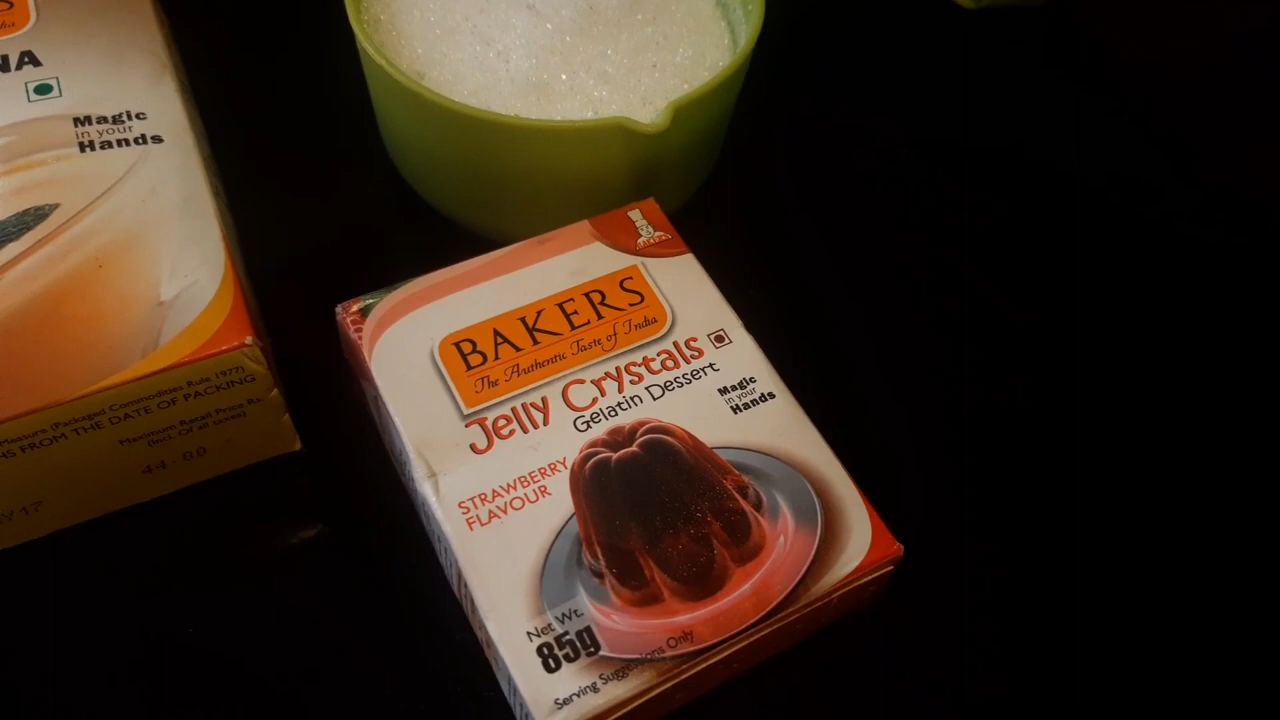 NA
Magic
in your
Hands
Measure (Packaged Commodities Rule 1977)
FROM THE DATE OF PACKING
Maximum Retail Price Rs.
(Incl. Of all taxes)
44.00
17
BAKERS
BAKERS
The Authentic Taste of India
Jelly Crystals
Gelatin Dessert
Magic
in your
Hands
STRAWBERRY
FLAVOUR
Net Wt.
85g
Serving Suggestions Only